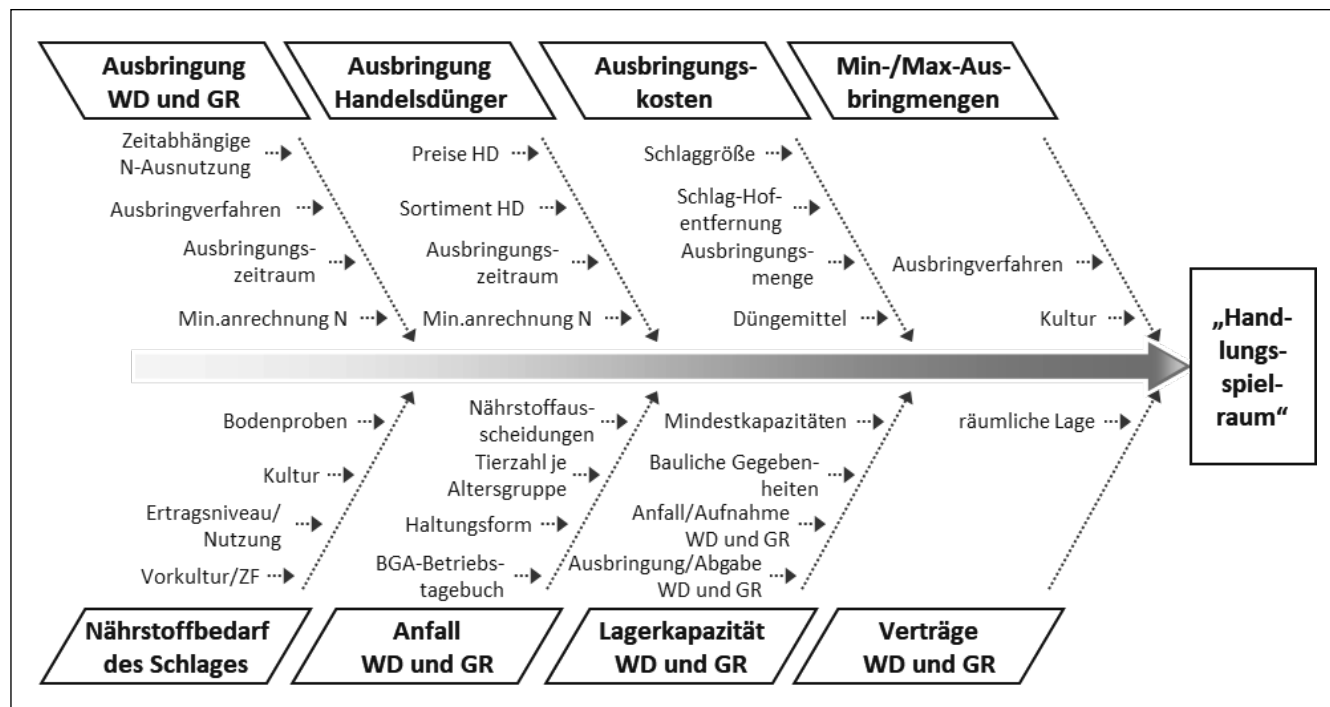 Ausbringung
WD und GR
Ausbringung
Handelsdünger
Ausbringungs-
kosten
Min-/Max-Aus-
bringmengen
Zeitabhängige
N-Ausnutzung
Ausbringverfahren
Ausbringungs-
zeitraum
Min.anrechnung N
Preise HD
Sortiment HD
Ausbringungs-
zeitraum
Min.anrechnung N
Schlaggröße
Schlag-Hof-
entfernung
Ausbringungs-
menge
Düngemittel
Ausbringverfahren
Kultur
„Hand-
lungs-
spiel-
raum“
Bodenproben
Kultur
Ertragsniveau/
Nutzung
Vorkultur/ZF
Nährstoffaus-
scheidungen
Tierzahl je
Altersgruppe
Haltungsform
BGA-Betriebs-
tagebuch
Mindestkapazitäten
Bauliche Gegeben-
heiten
Anfall/Aufnahme
WD und GR
Ausbringung/Abgabe
WD und GR
räumliche Lage
Nährstoffbedarf
des Schlages
Anfall
WD und GR
Lagerkapazität
WD und GR
Verträge
WD und GR